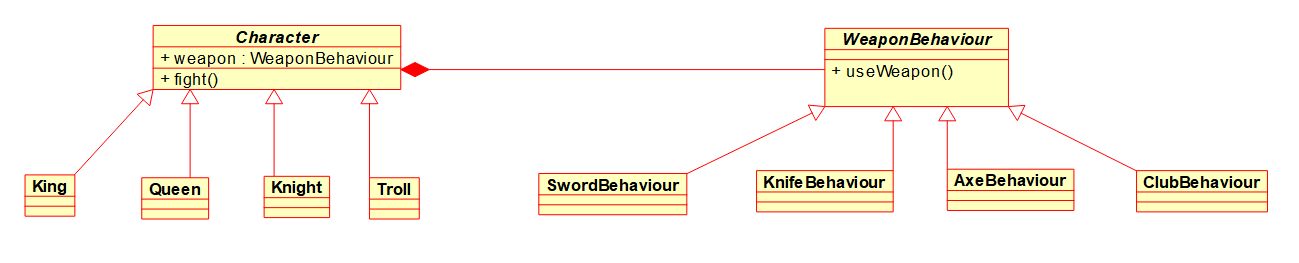 Character
+ weapon : WeaponBehaviour
+ fight()
WeaponBehaviour
+ useWeapon()
King
Queen
Knight
Troll
SwordBehaviour
KnifeBehaviour
AxeBehaviour
ClubBehaviour